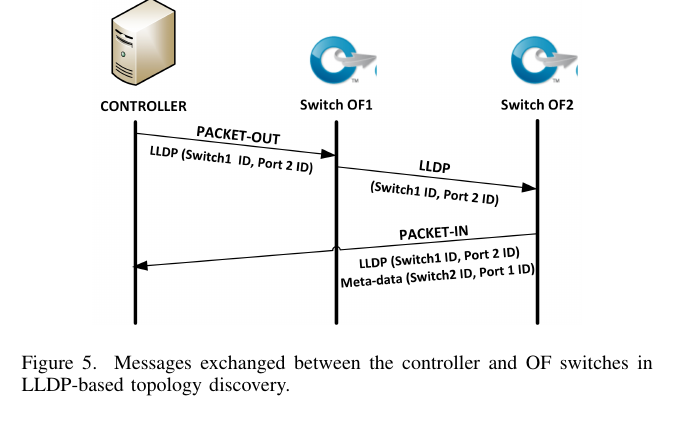 CONTROLLER
Switch OF1
Switch OF2
PACKET-OUT
LLDP (Switch1  ID, Port 2 ID)
LLDP
(Switch1 ID, Port 2 ID)
PACKET-IN
LLDP (Switch1 ID, Port 2 ID)
Meta-data (Switch2 ID, Port 1 ID)
Figure 5.  Messages exchanged between the controller and OF switches in
LLDP-based topology discovery.